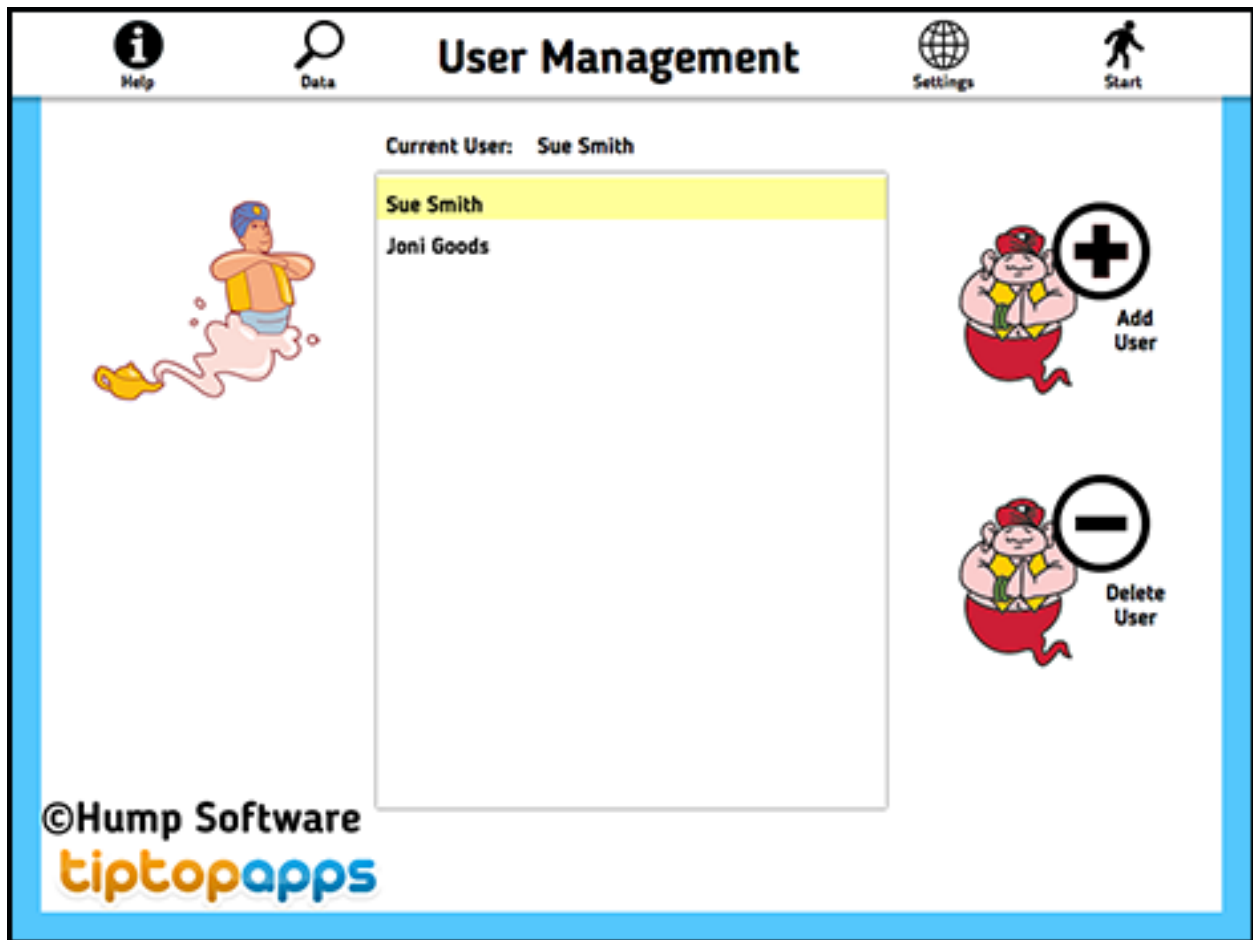 User Management
Help
Data
Settings
Start
Current User: Sue Smith
Sue Smith
Joni Goods
Add
User
Delete
User
©Hump Software
tiptopapps